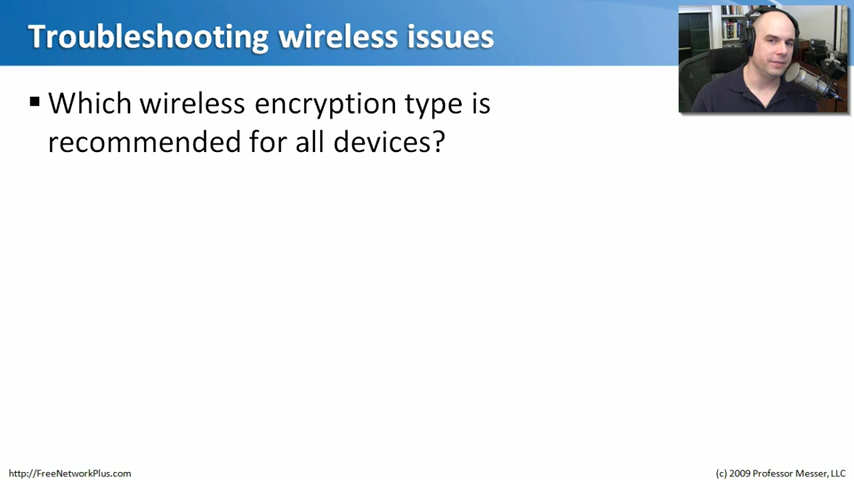 Troubleshooting wireless issues
▪ Which wireless encryption type is
recommended for all devices?
http://FreeNetworkPlus.com
(c) 2009 Professor Messer, LLC